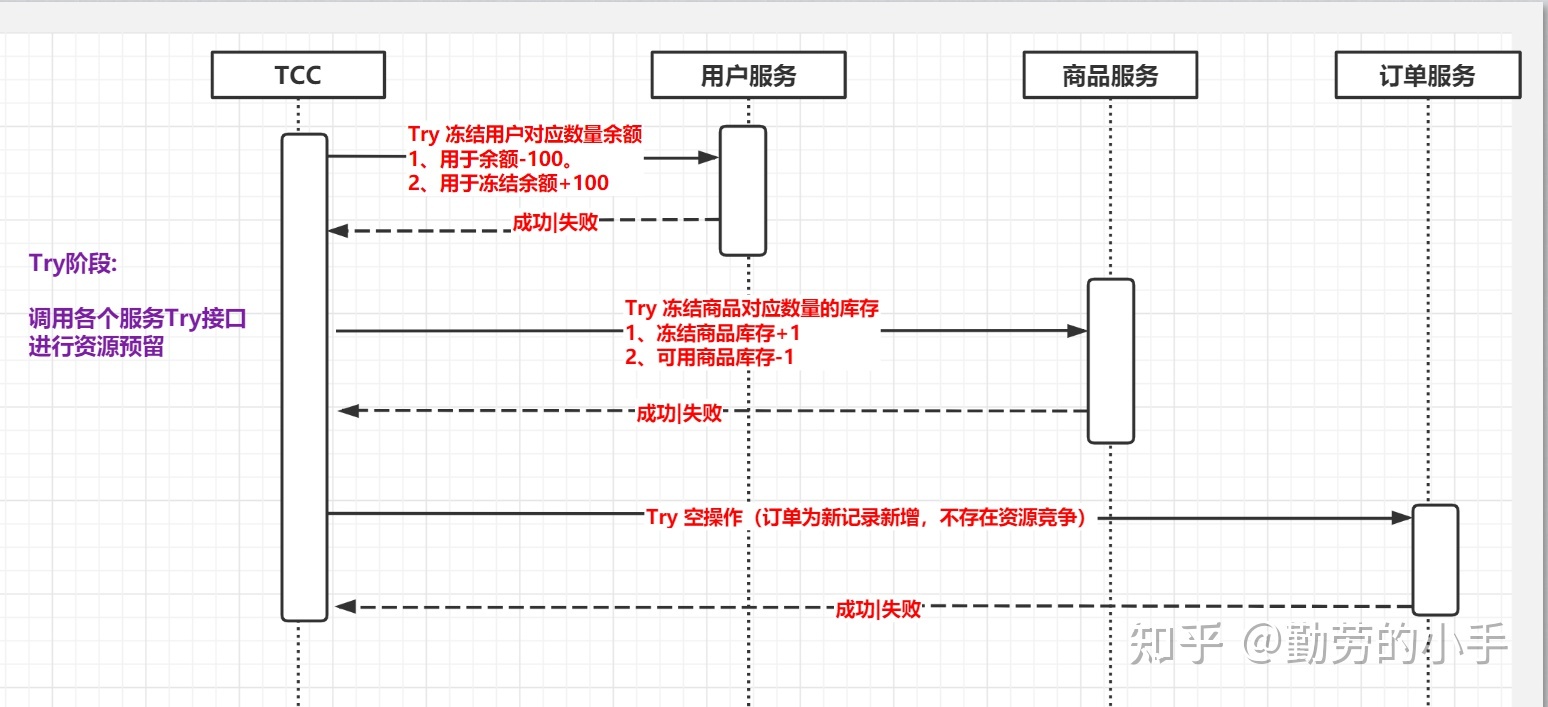 TCC
用户服务
商品服务
订单服务
Try 冻结用户对应数量余额
1、用于余额-100。
2、用于冻结余额+100
成功|失败
Try阶段:
调用各个服务Try接口
进行资源预留
Try 冻结商品对应数量的库存
1、冻结商品库存+1
2、可用商品库存-1
成功|失败
Try 空操作（订单为新记录新增，不存在资源竞争）
成功|失败
知乎 @勤劳的小手